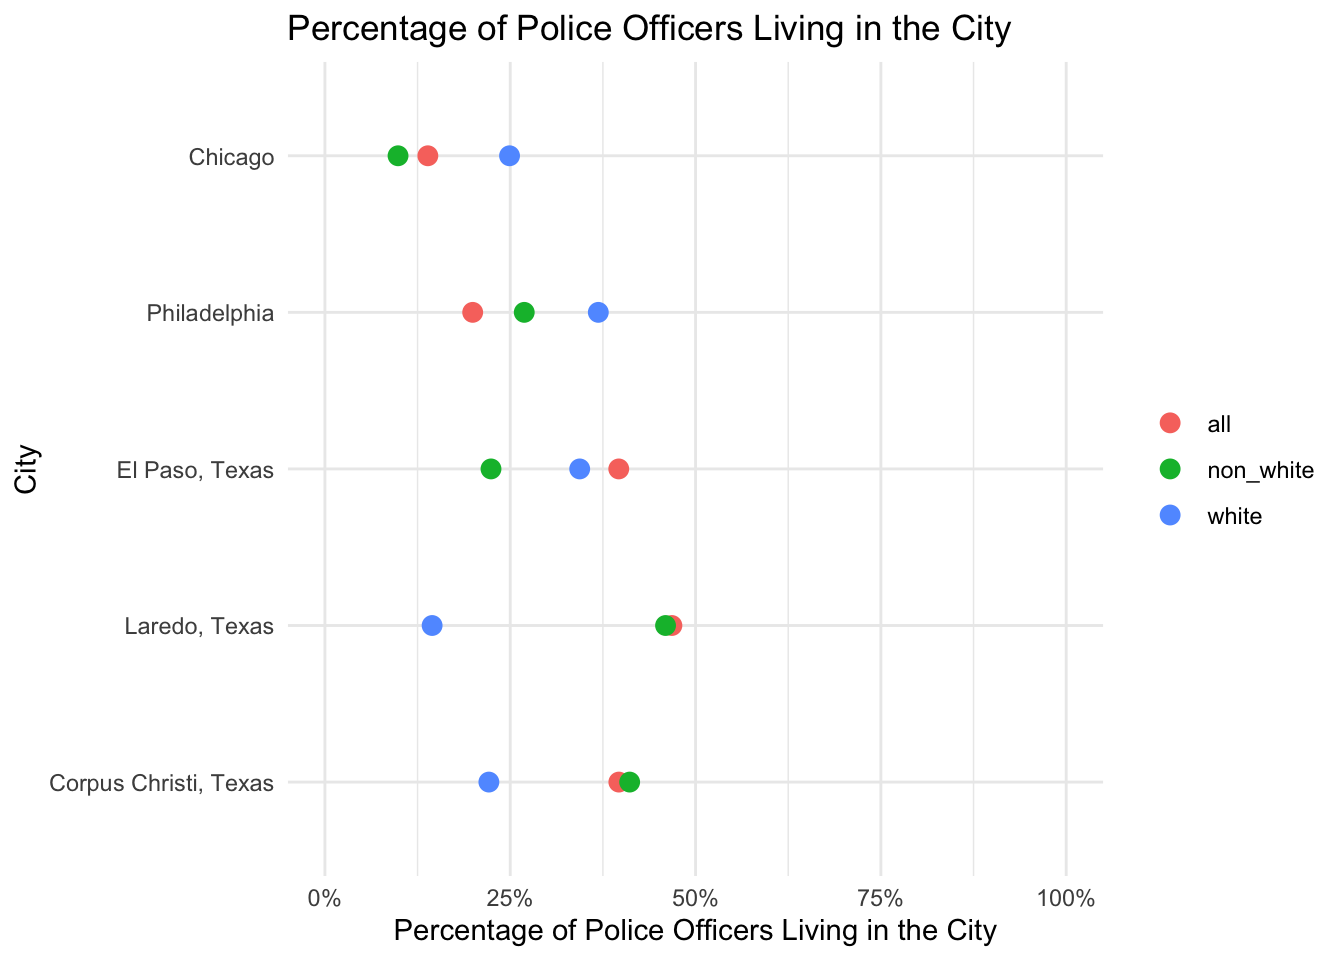 Percentage of Police Officers Living in the City
City
Chicago
Philadelphia
El Paso, Texas
Laredo, Texas
Corpus Christi, Texas
0% 25% 50% 75% 100%
Percentage of Police Officers Living in the City
all
non_white
white